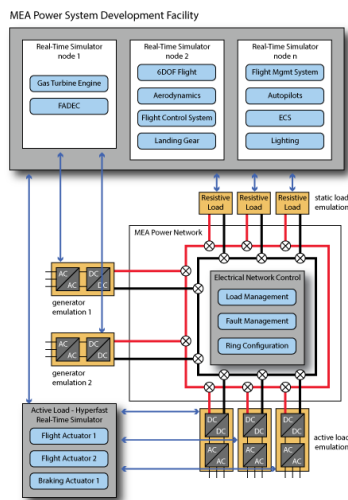 MEA Power System Development Facility
Real-Time Simulator
node 1
Gas Turbine Engine
FADEC
Real-Time Simulator
node 2
6DOF Flight
Aerodynamics
Flight Control System
Landing Gear
Real-Time Simulator
node n
Flight Mgmt System
Autopilots
ECS
Lighting
Resistive
Load
Resistive
Load
Resistive
Load
static load
emulation
MEA Power Network
Electrical Network Control
Load Management
Fault Management
Ring Configuration
AC
AC
DC
DC
generator
emulation 1
AC
AC
DC
DC
generator
emulation 2
Active Load - Hyperfast
Real-Time Simulator
Flight Actuator 1
Flight Actuator 2
Braking Actuator 1
DC
DC
DC
DC
DC
DC
AC
AC
AC
AC
AC
AC
active load
emulation